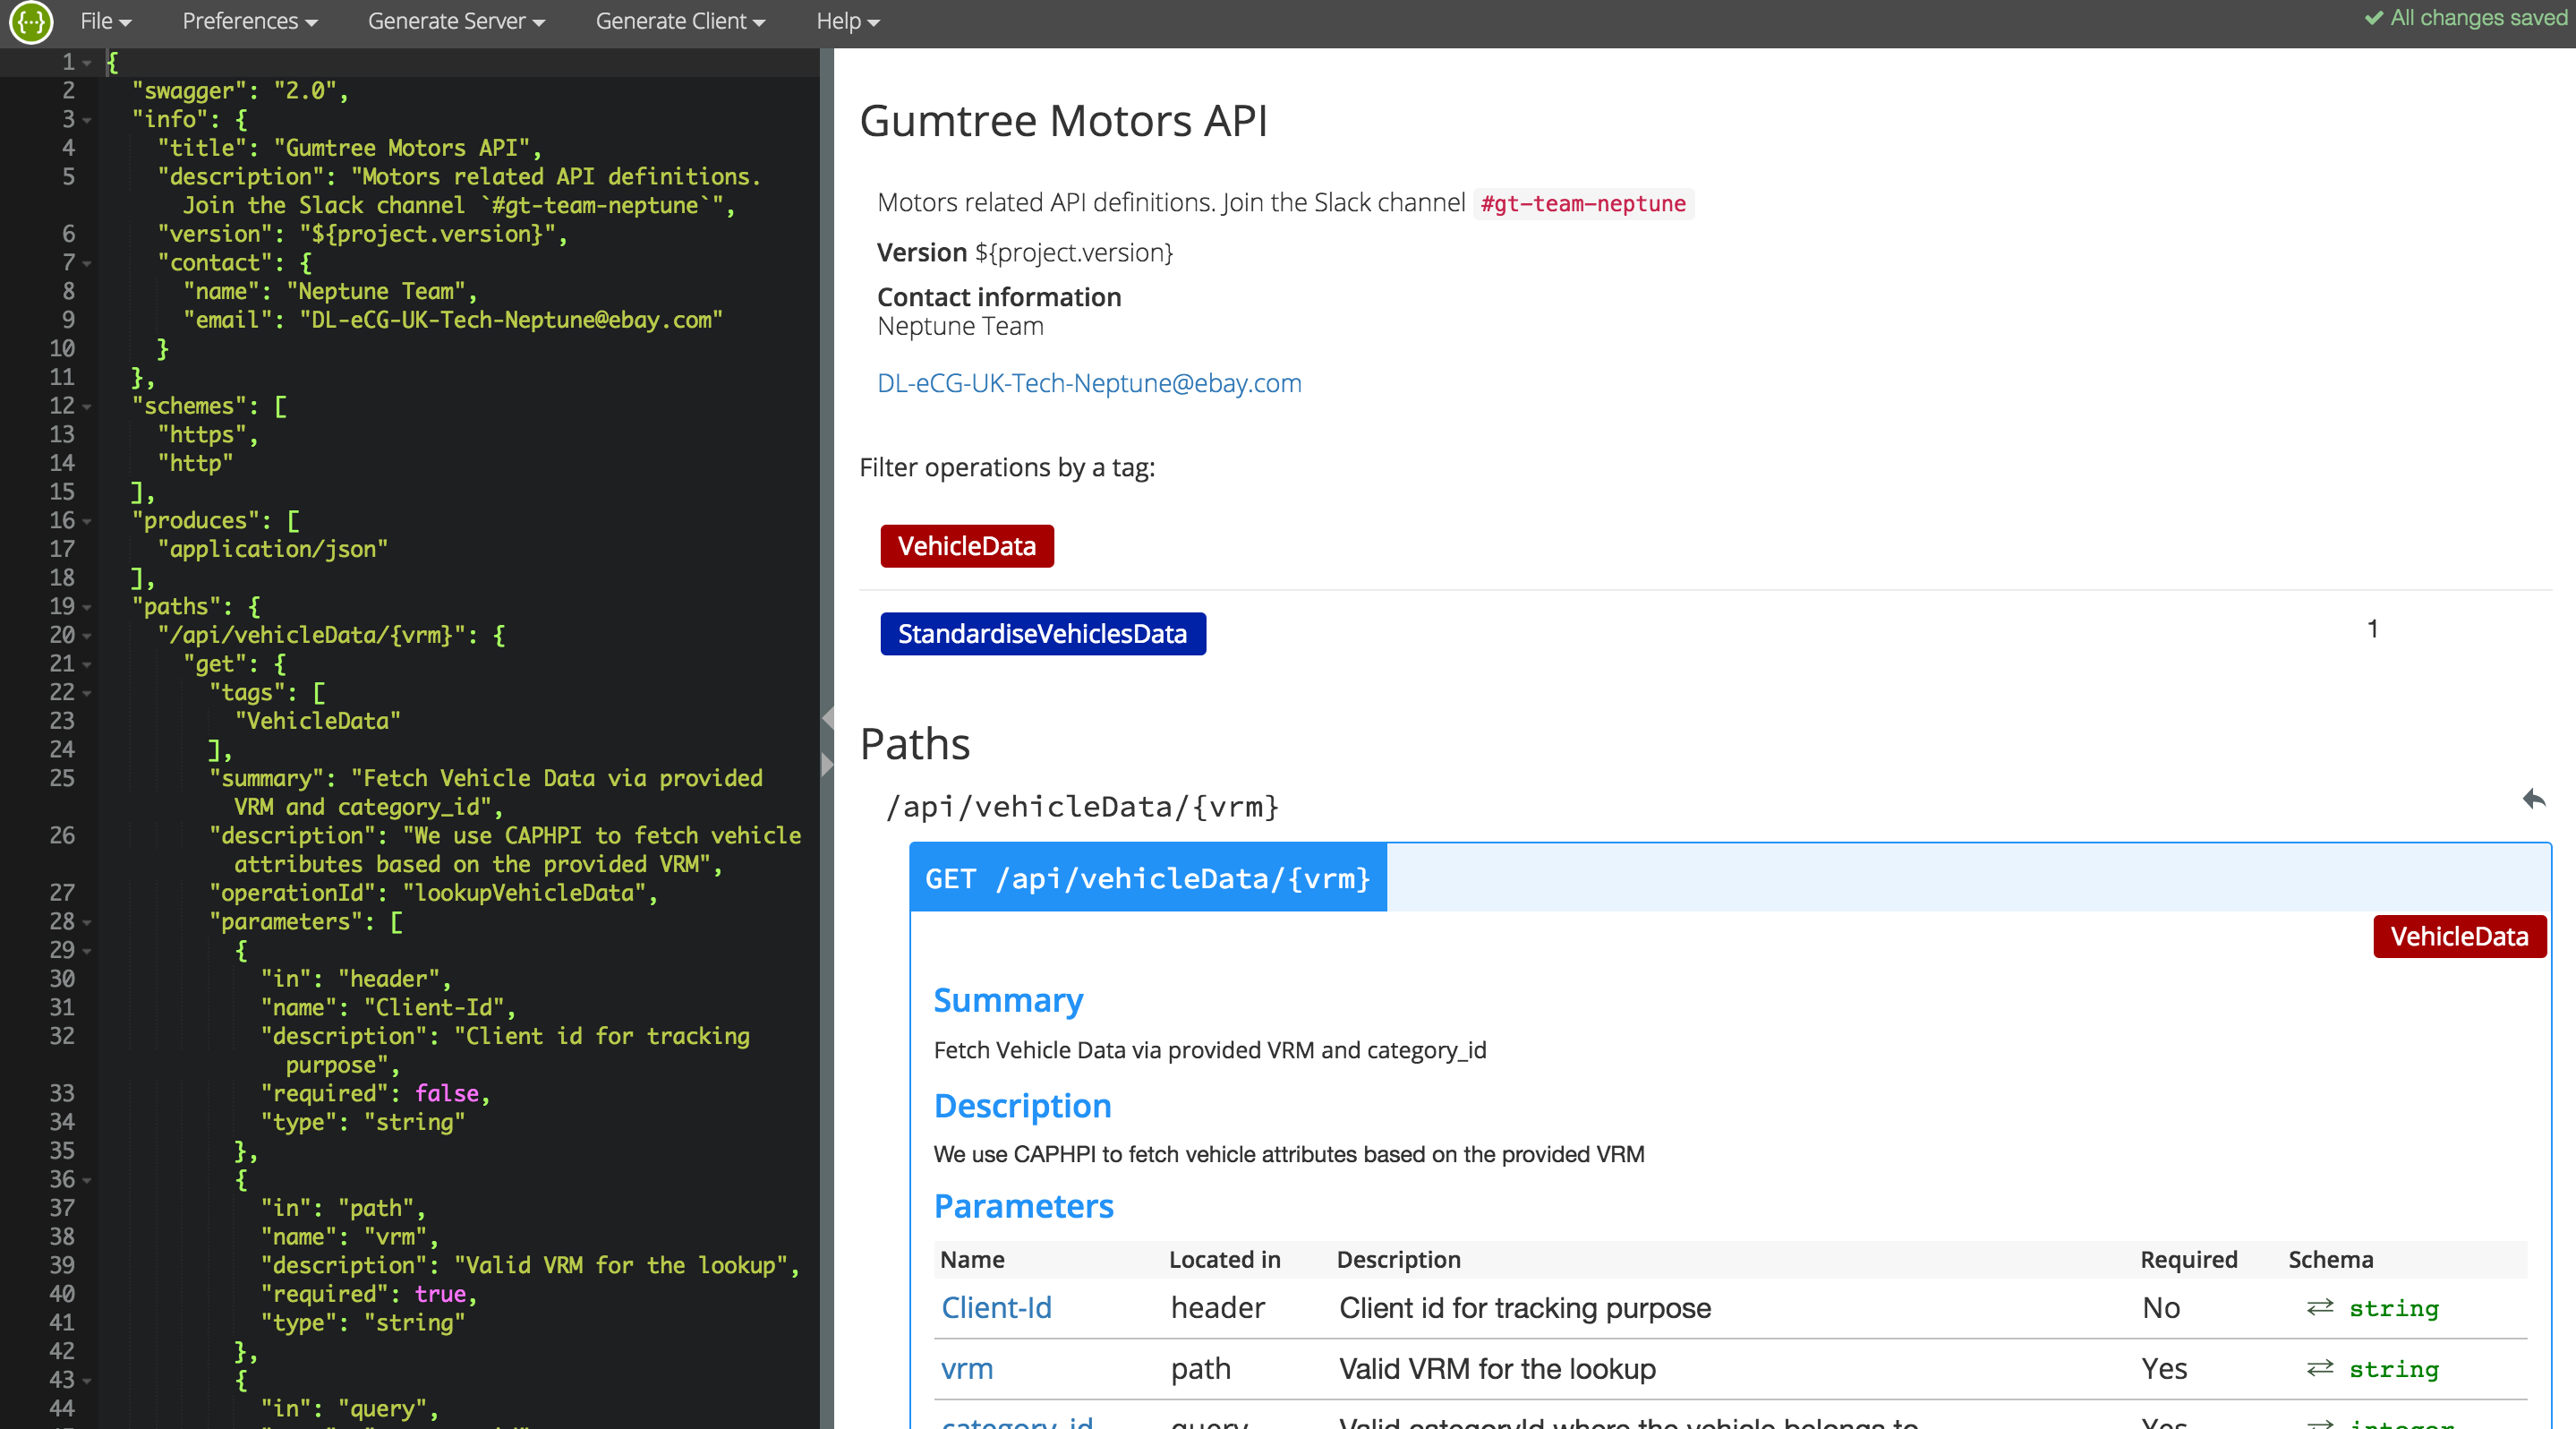 File Preferences Generate Server Generate Client Help All changes saved
1 {
2 "swagger": "2.0",
3 "info": {
4 "title": "Gumtree Motors API",
5 "description": "Motors related API definitions.
Join the Slack channel `#gt-team-neptune`",
6 "version": "${project.version}",
7 "contact": {
8 "name": "Neptune Team",
9 "email": "DL-eCG-UK-Tech-Neptune@ebay.com"
10 }
11 },
12 "schemes": [
13 "https",
14 "http"
15 ],
16 "produces": [
17 "application/json"
18 ],
19 "paths": {
20 "/api/vehicleData/{vrm}": {
21 "get": {
22 "tags": [
23 "VehicleData"
24 ],
25 "summary": "Fetch Vehicle Data via provided
VRM and category_id",
26 "description": "We use CAPHPI to fetch vehicle
attributes based on the provided VRM",
27 "operationId": "lookupVehicleData",
28 "parameters": [
29 {
30 "in": "header",
31 "name": "Client-Id",
32 "description": "Client id for tracking
purpose",
33 "required": false,
34 "type": "string"
35 },
36 {
37 "in": "path",
38 "name": "vrm",
39 "description": "Valid VRM for the lookup",
40 "required": true,
41 "type": "string"
42 },
43 {
44 "in": "query",
Gumtree Motors API
Motors related API definitions. Join the Slack channel #gt-team-neptune
Version ${project.version}
Contact information
Neptune Team
DL-eCG-UK-Tech-Neptune@ebay.com
Filter operations by a tag:
VehicleData
StandardiseVehiclesData 1
Paths
/api/vehicleData/{vrm}
GET /api/vehicleData/{vrm}
VehicleData
Summary
Fetch Vehicle Data via provided VRM and category_id
Description
We use CAPHPI to fetch vehicle attributes based on the provided VRM
Parameters
Name Located in Description Required Schema
Client-Id header Client id for tracking purpose No ⇄ string
vrm path Valid VRM for the lookup Yes ⇄ string
category_id query Valid categoryId where the vehicle belongs to Yes ⇄ integer